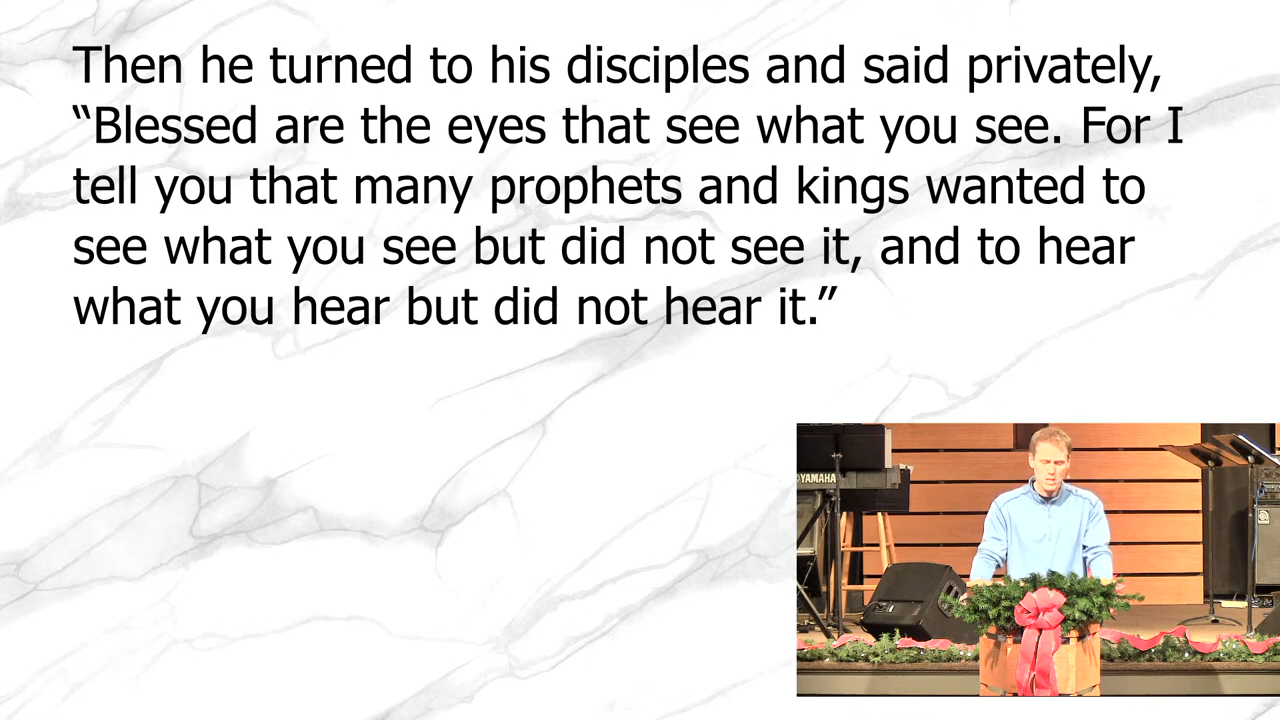 Then he turned to his disciples and said privately,
“Blessed are the eyes that see what you see. For I
tell you that many prophets and kings wanted to
see what you see but did not see it, and to hear
what you hear but did not hear it.”
YAMAHA